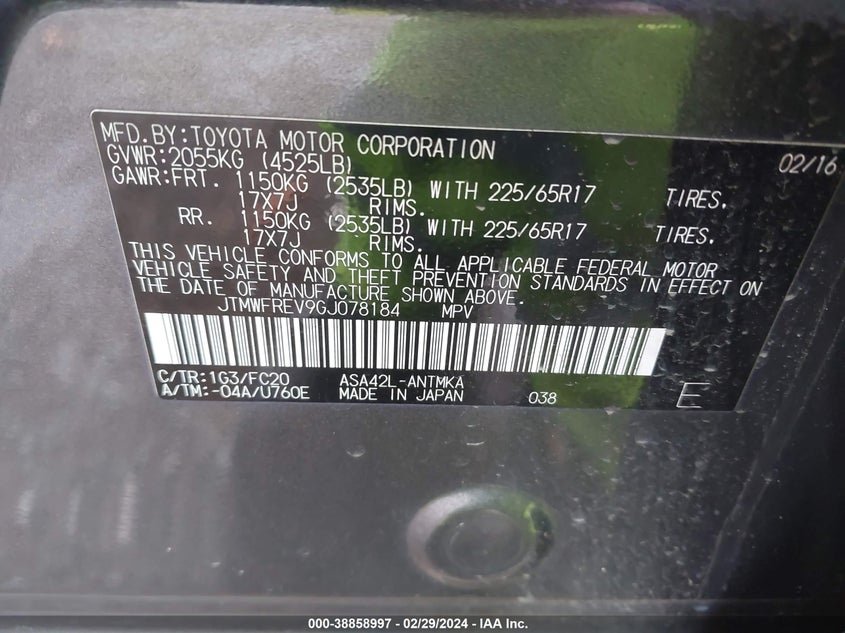 MFD.BY:TOYOTA MOTOR CORPORATION 02/16
GVWR:2055KG (4525LB)
GAWR:FRT. 1150KG (2535LB) WITH 225/65R17 TIRES,
17X7J RIMS.
RR. 1150KG (2535LB) WITH 225/65R17 TIRES,
17X7J RIMS.
THIS VEHICLE CONFORMS TO ALL APPLICABLE FEDERAL MOTOR
VEHICLE SAFETY AND THEFT PREVENTION STANDARDS IN EFFECT ON
THE DATE OF MANUFACTURE SHOWN ABOVE.
JTMWFREV9GJ078184 MPV
C/TR:1G3/FC20 ASA42L-ANTMKA
A/TM:-04A/U760E MADE IN JAPAN 038 E
000-38858997 - 02/29/2024 - IAA Inc.